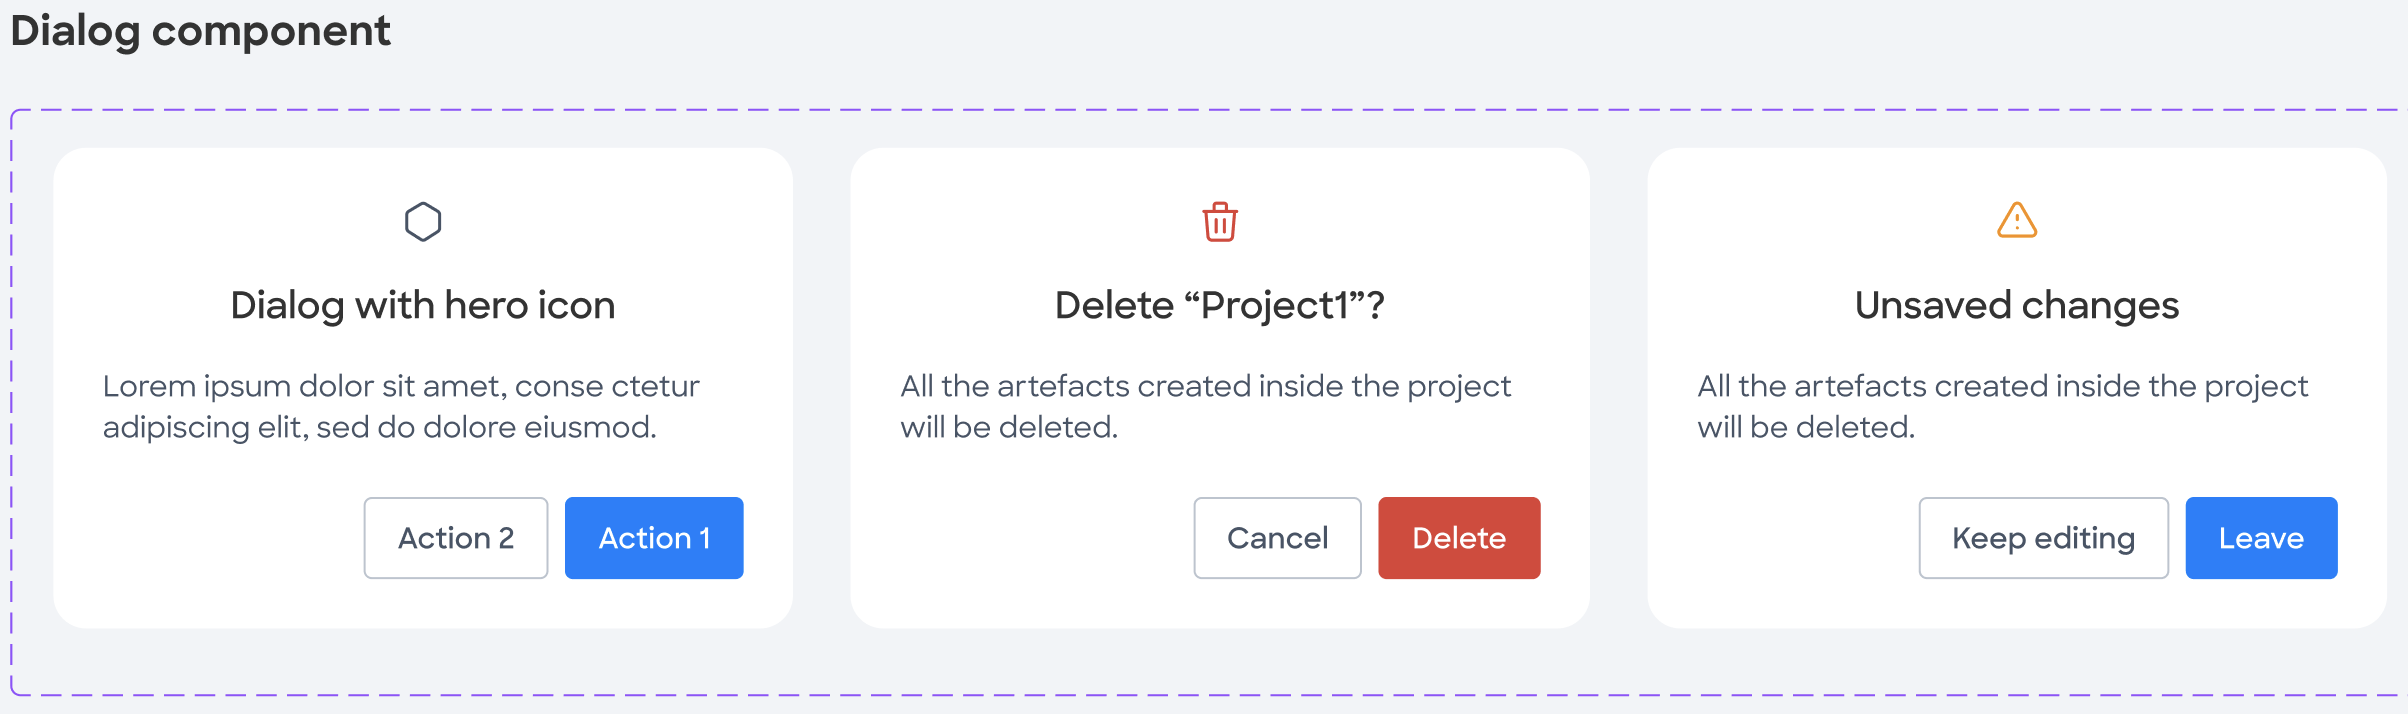 Dialog component
Dialog with hero icon
Lorem ipsum dolor sit amet, conse ctetur
adipiscing elit, sed do dolore eiusmod.
Action 2
Action 1
Delete “Project1”?
All the artefacts created inside the project
will be deleted.
Cancel
Delete
Unsaved changes
All the artefacts created inside the project
will be deleted.
Keep editing
Leave